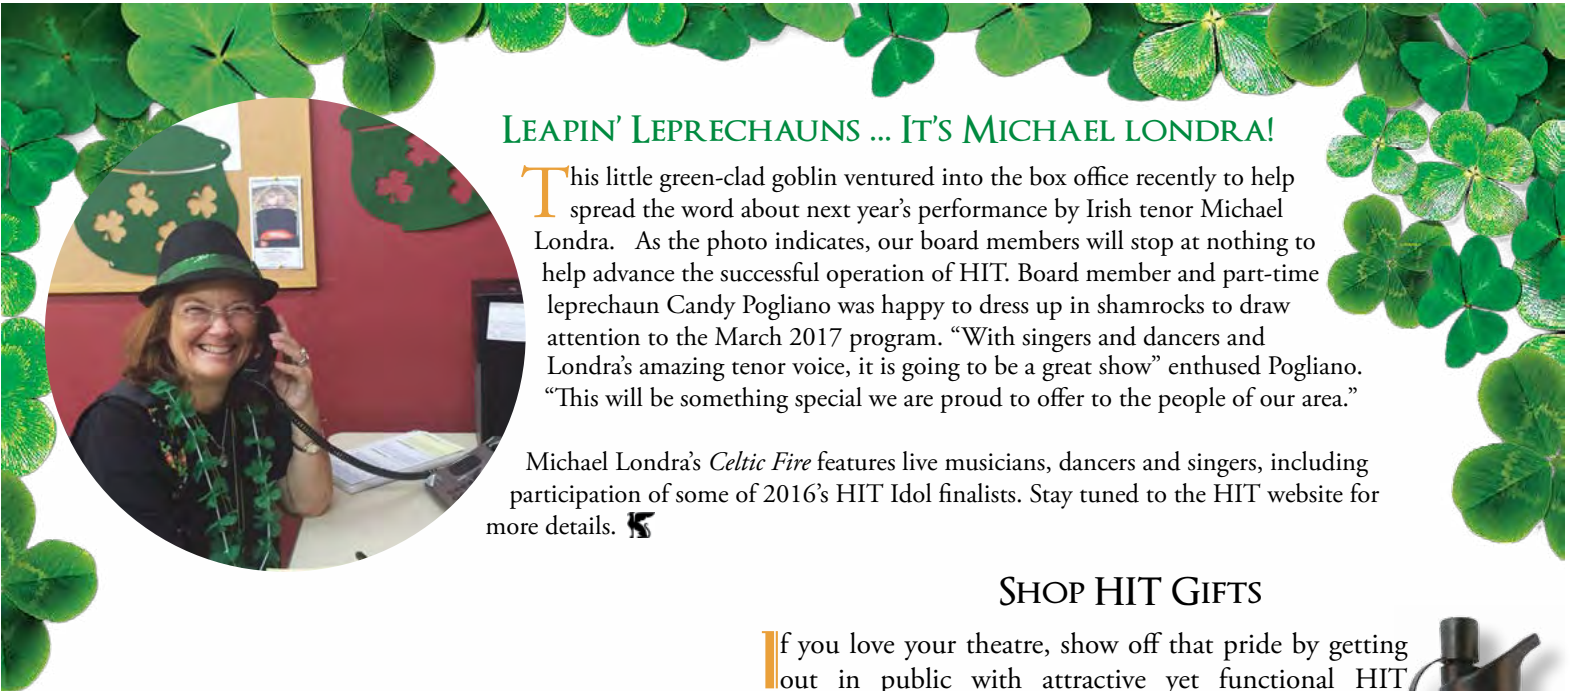 Leapin' Leprechauns ... It's Michael londra!
This little green-clad goblin ventured into the box office recently to help
spread the word about next year's performance by Irish tenor Michael
Londra. As the photo indicates, our board members will stop at nothing to
help advance the successful operation of HIT. Board member and part-time
leprechaun Candy Pogliano was happy to dress up in shamrocks to draw
attention to the March 2017 program. “With singers and dancers and
Londra's amazing tenor voice, it is going to be a great show” enthused Pogliano.
“This will be something special we are proud to offer to the people of our area.”
Michael Londra's Celtic Fire features live musicians, dancers and singers, including
participation of some of 2016's HIT Idol finalists. Stay tuned to the HIT website for
more details.
Shop HIT Gifts
If you love your theatre, show off that pride by getting
out in public with attractive yet functional HIT